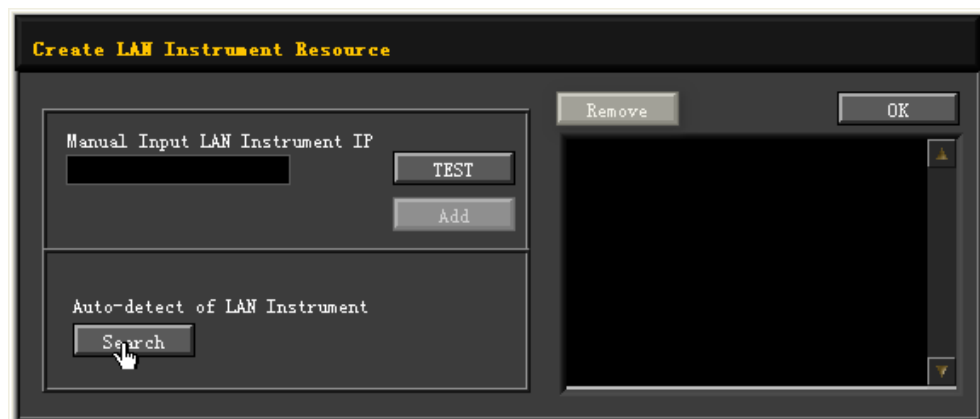 Create LAN Instrument Resource
Remove
OK
Manual Input LAN Instrument IP
TEST
Add
Auto-detect of LAN Instrument
Search